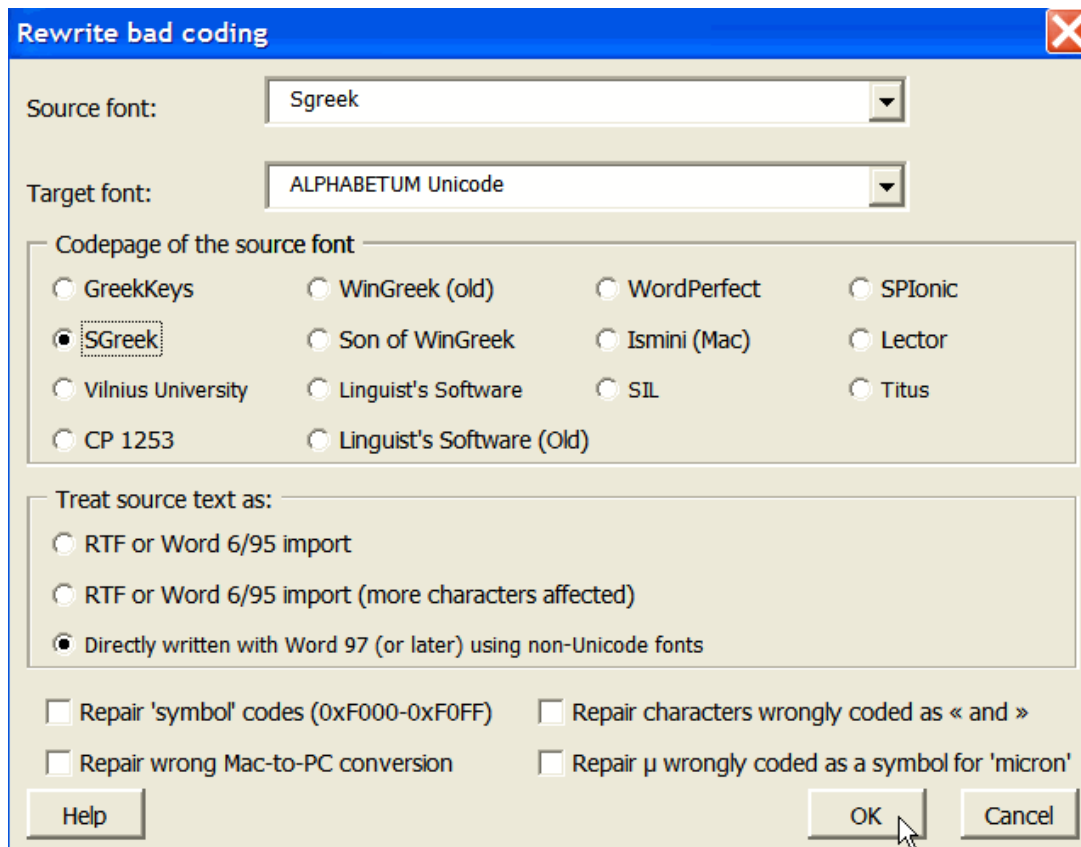 Rewrite bad coding
Source font:
Sgreek
Target font:
ALPHABETUM Unicode
Codepage of the source font
GreekKeys WinGreek (old) WordPerfect SPIonic
SGreek Son of WinGreek Ismini (Mac) Lector
Vilnius University Linguist's Software SIL Titus
CP 1253 Linguist's Software (Old)
Treat source text as:
RTF or Word 6/95 import
RTF or Word 6/95 import (more characters affected)
Directly written with Word 97 (or later) using non-Unicode fonts
Repair 'symbol' codes (0xF000-0xF0FF) Repair characters wrongly coded as « and »
Repair wrong Mac-to-PC conversion Repair µ wrongly coded as a symbol for 'micron'
Help OK Cancel